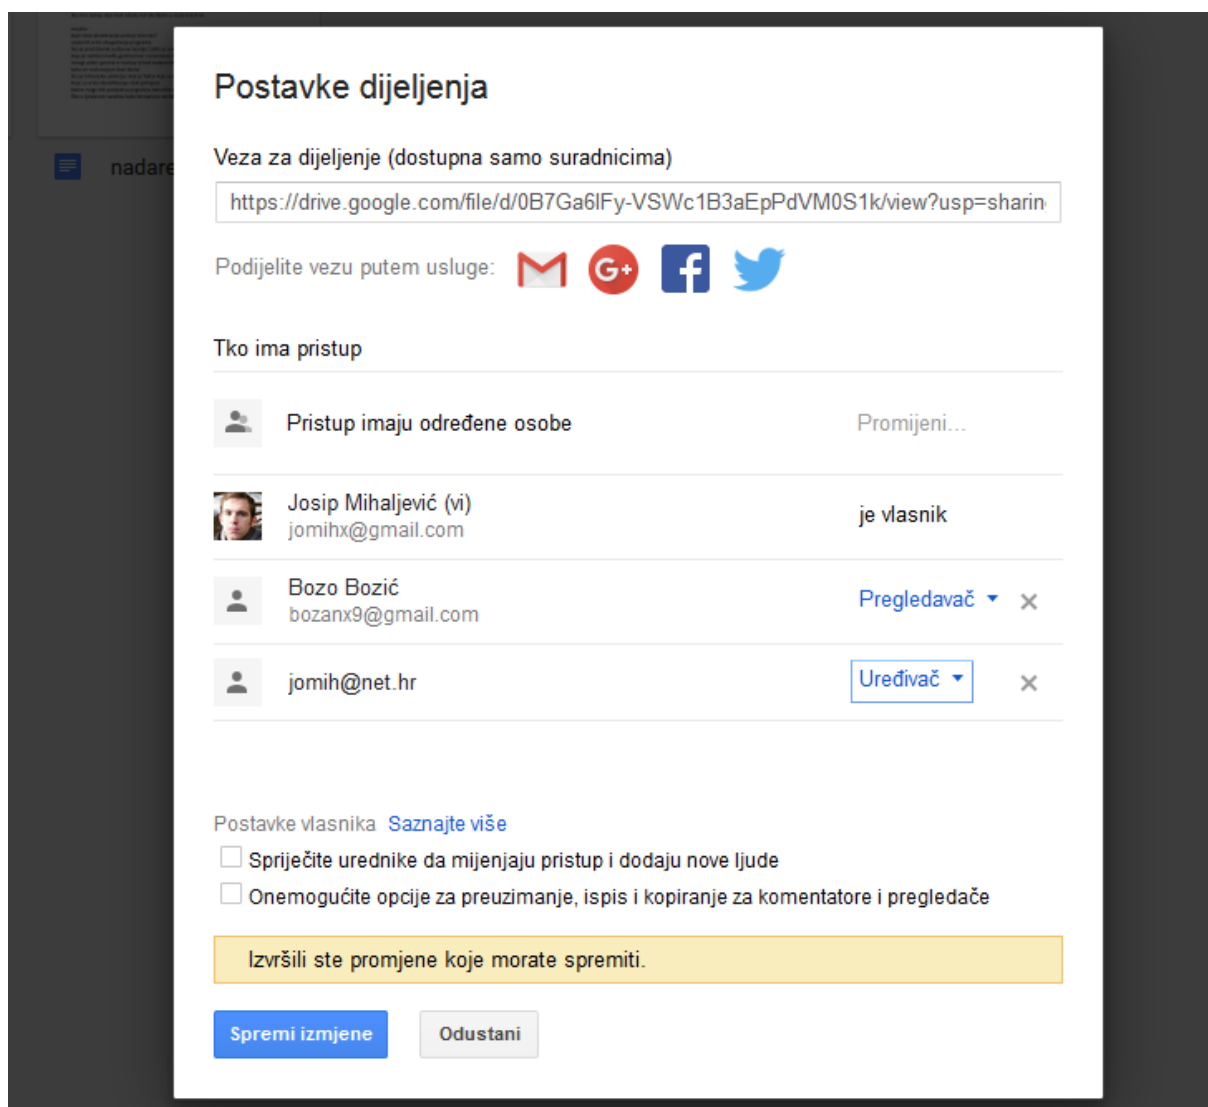 Postavke dijeljenja
Veza za dijeljenje (dostupna samo suradnicima)
https://drive.google.com/file/d/0B7Ga6lFy-VSWc1B3aEpPdVM0S1k/view?usp=sharin
Podijelite vezu putem usluge:
nadare
Tko ima pristup
Pristup imaju određene osobe Promijeni...
Josip Mihaljević (vi)
jomihx@gmail.com
je vlasnik
Bozo Bozić
bozanx9@gmail.com
Pregledavač
jomih@net.hr Uređivač
Postavke vlasnika Saznajte više
Spriječite urednike da mijenjaju pristup i dodaju nove ljude
Onemogućite opcije za preuzimanje, ispis i kopiranje za komentatore i pregledače
Izvršili ste promjene koje morate spremiti.
Spremi izmjene Odustani